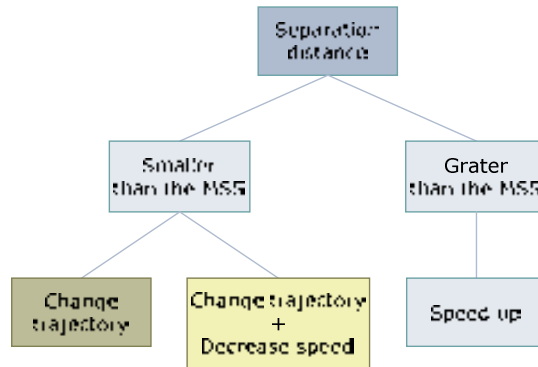 Separation
distance
Smaller
than the MSS
Grater
than the MSS
Change
trajectory
Change trajectory
+
Decrease speed
Speed up